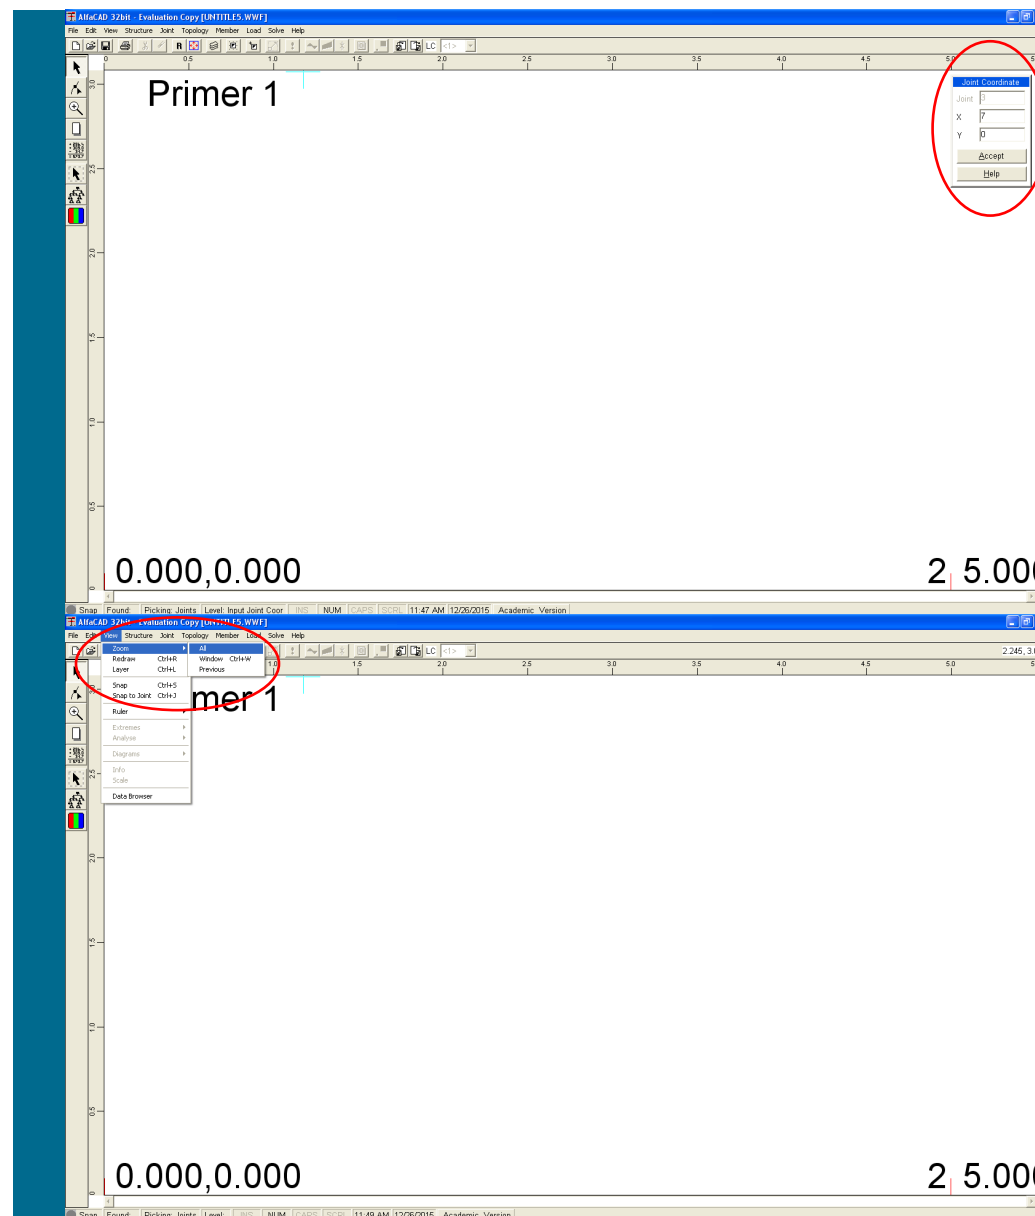 AlfaCAD 32bit - Evaluation Copy [UNTITLE5.WWF]
File Edit View Structure Joint Topology Member Load Solve Help
R LC <1>
0 0.5 1.0 1.5 2.0 2.5 3.0 3.5 4.0 4.5 5.0
Primer 1
Joint Coordinate
Joint 3
X 7
Y 0
Accept
Help
3.0
2.5
2.0
1.5
1.0
0.5
0
0.000,0.000 2 5.000
Snap Found: Picking: Joints Level: Input Joint Coor INS NUM CAPS SCRL 11:47 AM 12/26/2015 Academic Version
AlfaCAD 32bit - Evaluation Copy [UNTITLE5.WWF]
File Edit View Structure Joint Topology Member Load Solve Help
LC <1> 2.245, 3.0
1.0 1.5 2.0 2.5 3.0 3.5 4.0 4.5 5.0
Zoom All
Redraw Ctrl+R Window Ctrl+W
Layer Ctrl+L Previous
Snap Ctrl+S
Snap to Joint Ctrl+J
mer 1
Ruler
Extremes
Analyse
Diagrams
Info
Scale
Data Browser
3.0
2.5
2.0
1.5
1.0
0.5
0
0.000,0.000 2 5.000
Snap Found: Picking: Joints Level: INS NUM CAPS SCRL 11:49 AM 12/26/2015 Academic Version